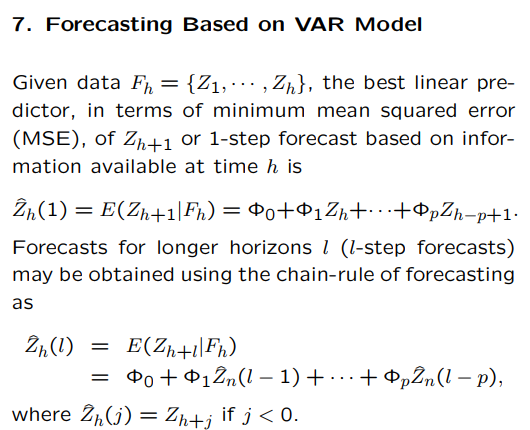 7. Forecasting Based on VAR Model
Given data F_h = {Z_1, ··· , Z_h}, the best linear pre-
dictor, in terms of minimum mean squared error
(MSE), of Z_{h+1} or 1-step forecast based on infor-
mation available at time h is
Ẑ_h(1) = E(Z_{h+1}|F_h) = Φ_0+Φ_1Z_h+···+Φ_pZ_{h−p+1}.
Forecasts for longer horizons l (l-step forecasts)
may be obtained using the chain-rule of forecasting
as
Ẑ_h(l) = E(Z_{h+l}|F_h)
= Φ_0 + Φ_1Ẑ_n(l − 1) + ··· + Φ_pẐ_n(l − p),
where Ẑ_h(j) = Z_{h+j} if j < 0.